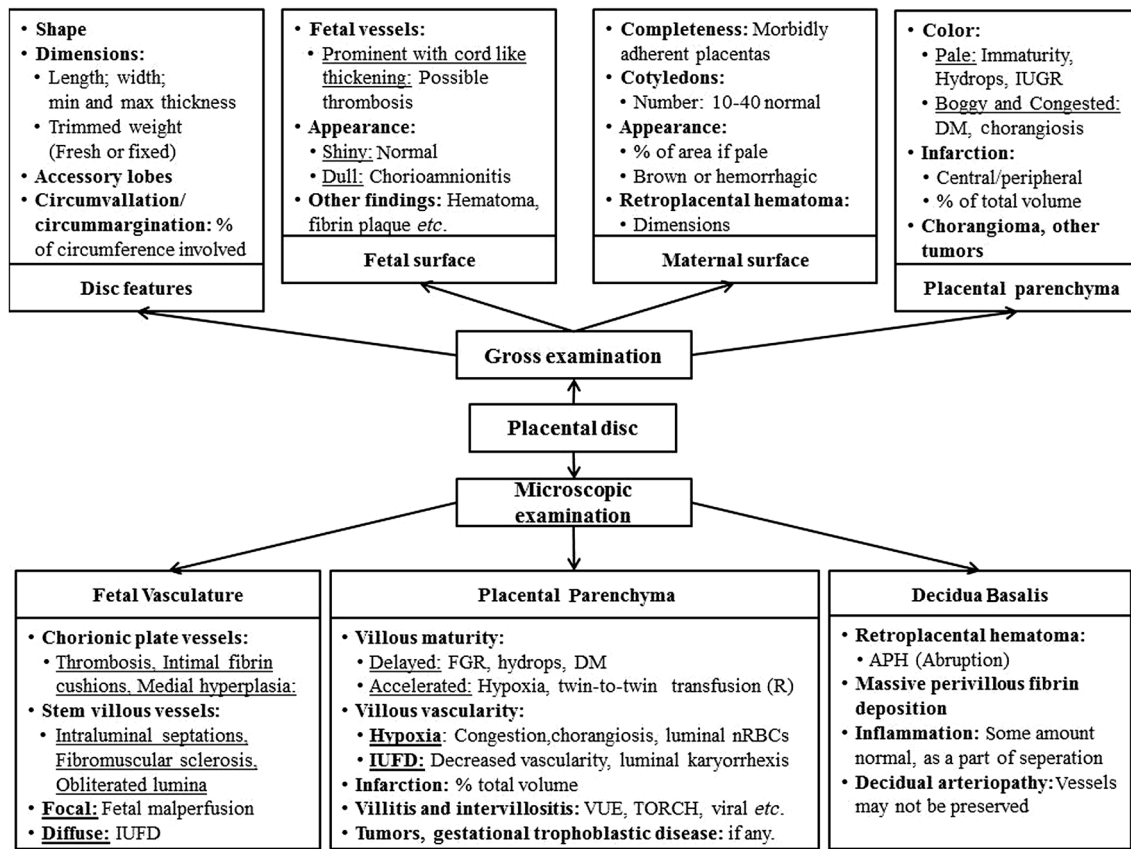 • Shape
• Dimensions:
• Length; width;
min and max thickness
• Trimmed weight
(Fresh or fixed)
• Accessory lobes
• Circumvallation/
circummargination: %
of circumference involved
Disc features
• Fetal vessels:
• Prominent with cord like
thickening: Possible
thrombosis
• Appearance:
• Shiny: Normal
• Dull: Chorioamnionitis
• Other findings: Hematoma,
fibrin plaque etc.
Fetal surface
• Completeness: Morbidly
adherent placentas
• Cotyledons:
• Number: 10-40 normal
• Appearance:
• % of area if pale
• Brown or hemorrhagic
• Retroplacental hematoma:
• Dimensions
Maternal surface
• Color:
• Pale: Immaturity,
Hydrops, IUGR
• Boggy and Congested:
DM, chorangiosis
• Infarction:
• Central/peripheral
• % of total volume
• Chorangioma, other
tumors
Placental parenchyma
Gross examination
Placental disc
Microscopic
examination
Fetal Vasculature
• Chorionic plate vessels:
• Thrombosis, Intimal fibrin
cushions, Medial hyperplasia:
• Stem villous vessels:
• Intraluminal septations,
Fibromuscular sclerosis,
Obliterated lumina
• Focal: Fetal malperfusion
• Diffuse: IUFD
Placental Parenchyma
• Villous maturity:
• Delayed: FGR, hydrops, DM
• Accelerated: Hypoxia, twin-to-twin transfusion (R)
• Villous vascularity:
• Hypoxia: Congestion,chorangiosis, luminal nRBCs
• IUFD: Decreased vascularity, luminal karyorrhexis
• Infarction: % total volume
• Villitis and intervillositis: VUE, TORCH, viral etc.
• Tumors, gestational trophoblastic disease: if any.
Decidua Basalis
• Retroplacental hematoma:
• APH (Abruption)
• Massive perivillous fibrin
deposition
• Inflammation: Some amount
normal, as a part of seperation
• Decidual arteriopathy: Vessels
may not be preserved